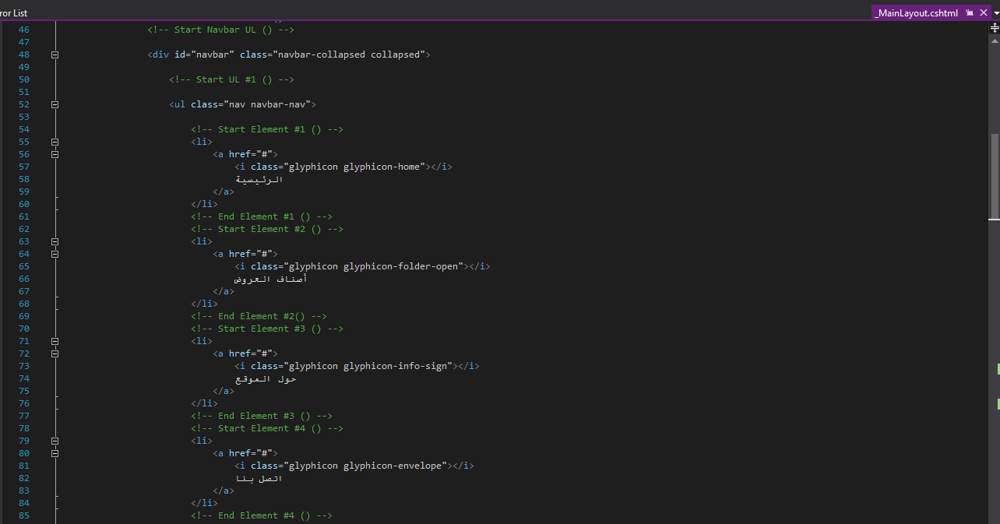 ror List
_MainLayout.cshtml
46 <!-- Start Navbar UL () -->
47
48 <div id="navbar" class="navbar-collapsed collapsed">
49
50 <!-- Start UL #1 () -->
51
52 <ul class="nav navbar-nav">
53
54 <!-- Start Element #1 () -->
55 <li>
56 <a href="#">
57 <i class="glyphicon glyphicon-home"></i>
58 الرئيسية
59 </a>
60 </li>
61 <!-- End Element #1 () -->
62 <!-- Start Element #2 () -->
63 <li>
64 <a href="#">
65 <i class="glyphicon glyphicon-folder-open"></i>
66 أصناف العروض
67 </a>
68 </li>
69 <!-- End Element #2() -->
70 <!-- Start Element #3 () -->
71 <li>
72 <a href="#">
73 <i class="glyphicon glyphicon-info-sign"></i>
74 حول الموقع
75 </a>
76 </li>
77 <!-- End Element #3 () -->
78 <!-- Start Element #4 () -->
79 <li>
80 <a href="#">
81 <i class="glyphicon glyphicon-envelope"></i>
82 اتصل بنا
83 </a>
84 </li>
85 <!-- End Element #4 () -->